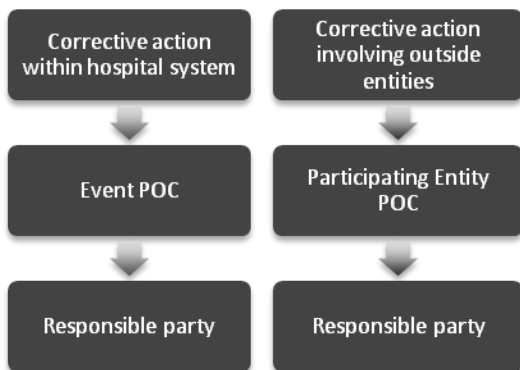 Corrective action
within hospital system
Event POC
Responsible party
Corrective action
involving outside
entities
Participating Entity
POC
Responsible party